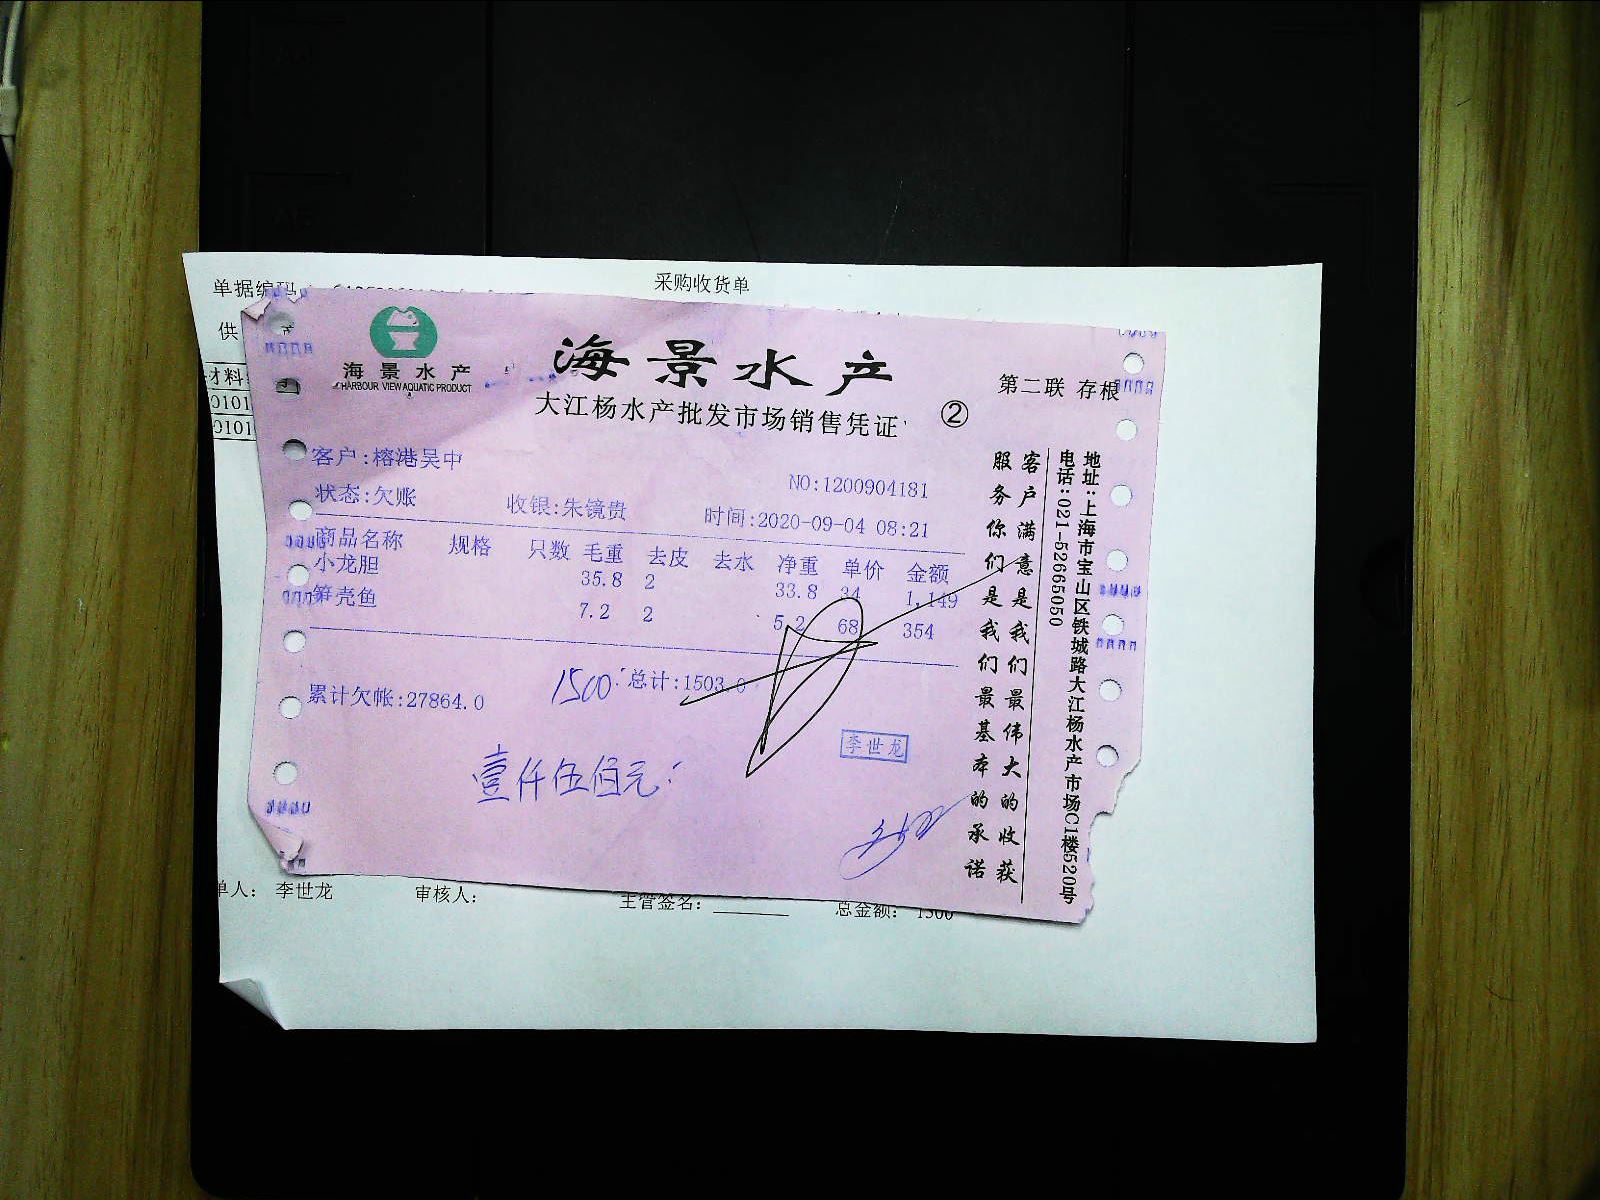 采购收货单
单据编码
供
材料
0101
0101
海景水产
HARBOUR VIEW AQUATIC PRODUCT
海景水产
大江杨水产批发市场销售凭证
②
第二联 存根
客户:榕港吴中
NO:1200904181
状态:欠账 收银:朱镜贵 时间:2020-09-04 08:21
商品名称 规格 只数 毛重 去皮 去水 净重 单价 金额
小龙胆 35.8 2 33.8 34 1,149
笋壳鱼 7.2 2 5.2 68 354
累计欠帐:27864.0 1500 总计:1503.0
壹仟伍佰元
李世龙
客户满意是我们最伟大的收获
服务你们是我们最基本的承诺
地址:上海市宝山区铁城路大江杨水产市场C1楼520号
电话:021-52665050
单人: 李世龙 审核人: 主管签名: 总金额: 1500